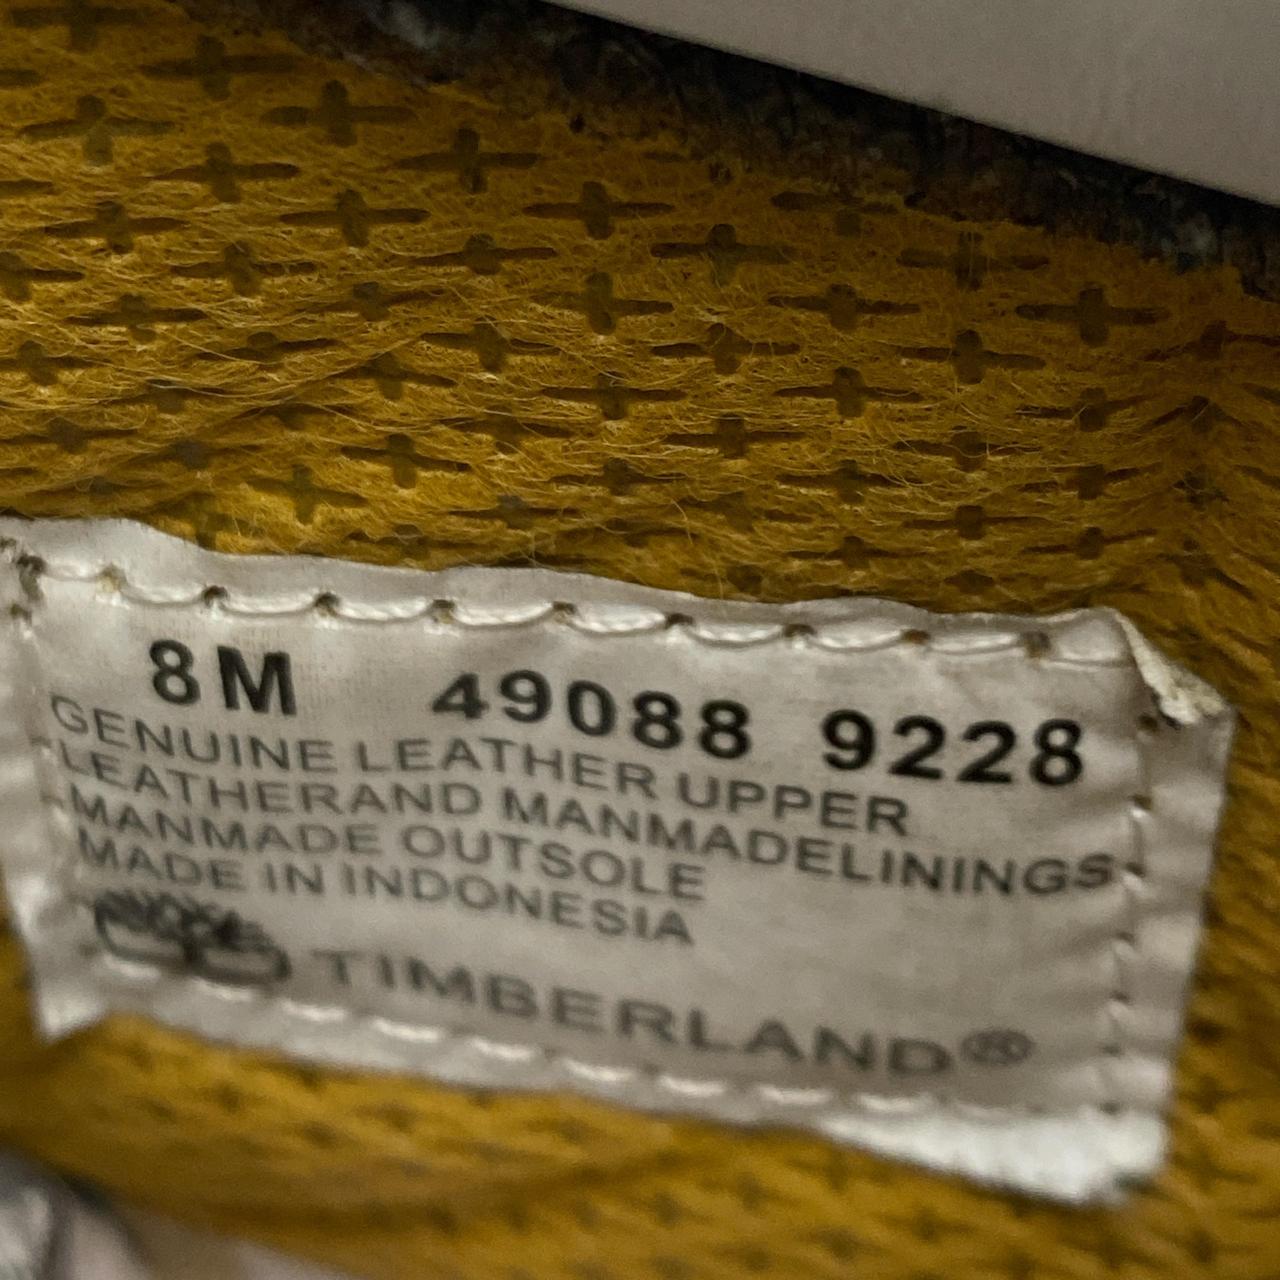 8M 49088 9228
GENUINE LEATHER UPPER
LEATHERAND MANMADELININGS
MANMADE OUTSOLE
MADE IN INDONESIA
TIMBERLAND®